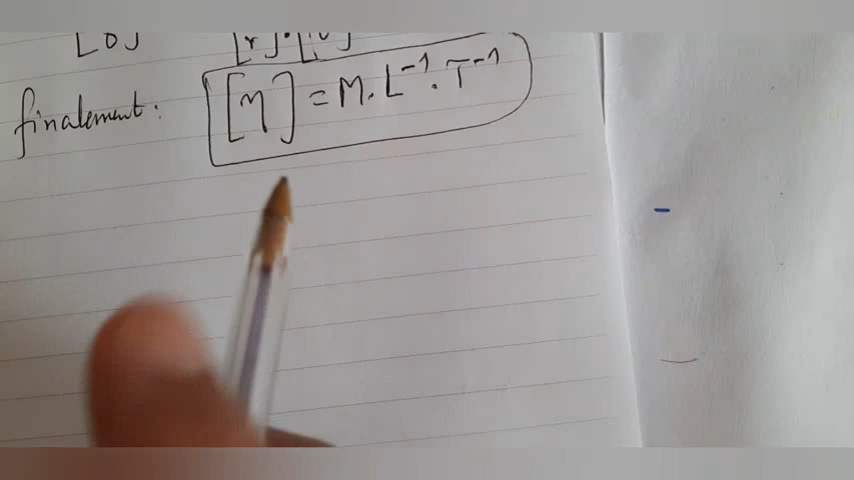 finalement: [η] = M.L⁻¹.T⁻¹